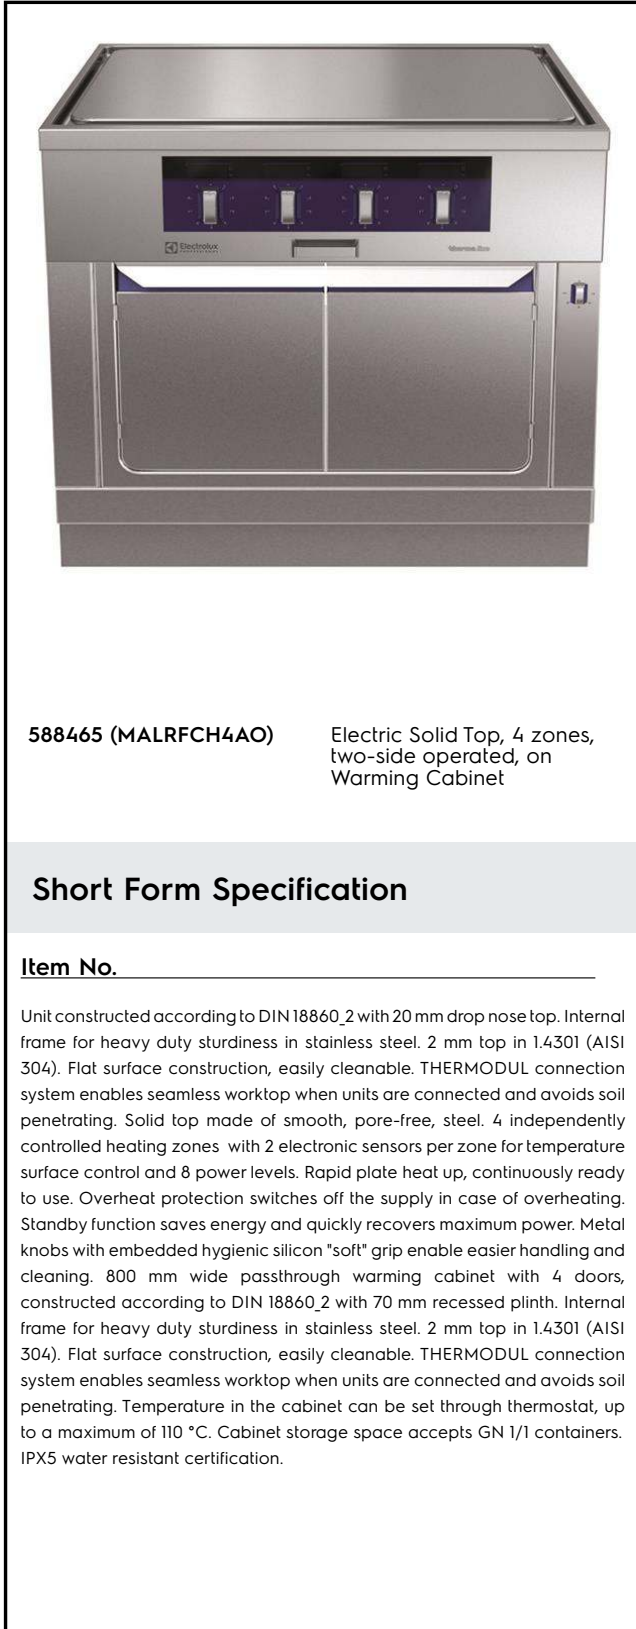 Electrolux
PROFESSIONAL
thermaline
588465 (MALRFCH4AO)
Electric Solid Top, 4 zones,
two-side operated, on
Warming Cabinet
Short Form Specification
Item No.
Unit constructed according to DIN 18860_2 with 20 mm drop nose top. Internal
frame for heavy duty sturdiness in stainless steel. 2 mm top in 1.4301 (AISI
304). Flat surface construction, easily cleanable. THERMODUL connection
system enables seamless worktop when units are connected and avoids soil
penetrating. Solid top made of smooth, pore-free, steel. 4 independently
controlled heating zones with 2 electronic sensors per zone for temperature
surface control and 8 power levels. Rapid plate heat up, continuously ready
to use. Overheat protection switches off the supply in case of overheating.
Standby function saves energy and quickly recovers maximum power. Metal
knobs with embedded hygienic silicon "soft" grip enable easier handling and
cleaning. 800 mm wide passthrough warming cabinet with 4 doors,
constructed according to DIN 18860_2 with 70 mm recessed plinth. Internal
frame for heavy duty sturdiness in stainless steel. 2 mm top in 1.4301 (AISI
304). Flat surface construction, easily cleanable. THERMODUL connection
system enables seamless worktop when units are connected and avoids soil
penetrating. Temperature in the cabinet can be set through thermostat, up
to a maximum of 110 °C. Cabinet storage space accepts GN 1/1 containers.
IPX5 water resistant certification.